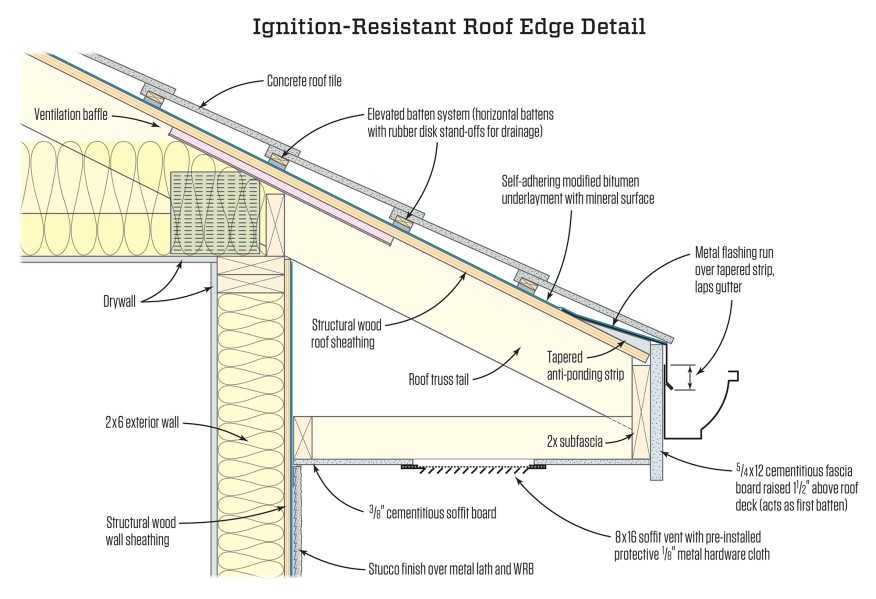 Ignition-Resistant Roof Edge Detail
Concrete roof tile
Ventilation baffle
Elevated batten system (horizontal battens
with rubber disk stand-offs for drainage)
Self-adhering modified bitumen
underlayment with mineral surface
Metal flashing run
over tapered strip,
laps gutter
Drywall
Structural wood
roof sheathing
Tapered
anti-ponding strip
Roof truss tail
2x6 exterior wall
2x subfascia
5/4x12 cementitious fascia
board raised 1 1/2" above roof
deck (acts as first batten)
3/8" cementitious soffit board
Structural wood
wall sheathing
8x16 soffit vent with pre-installed
protective 1/8" metal hardware cloth
Stucco finish over metal lath and WRB